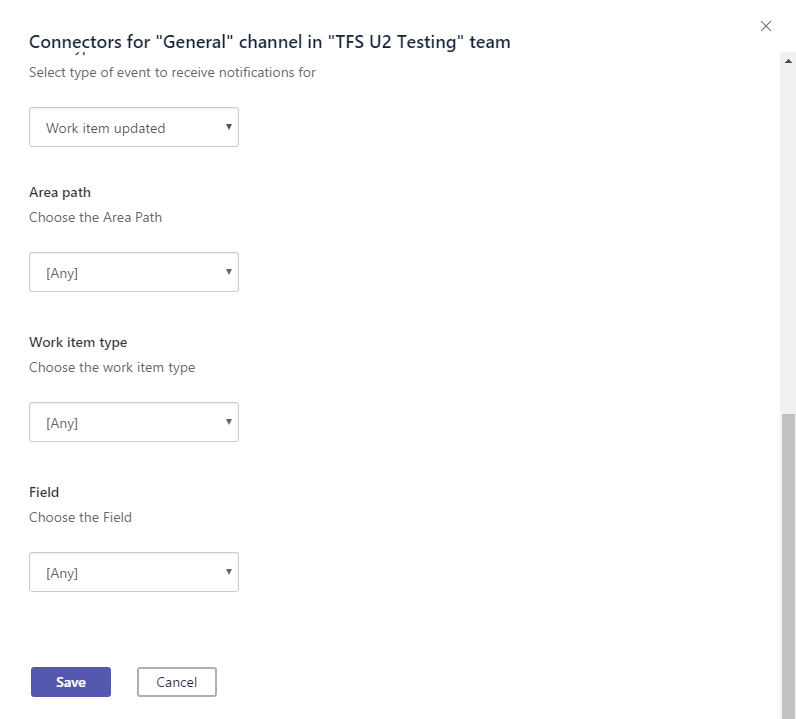 Connectors for "General" channel in "TFS U2 Testing" team
Select type of event to receive notifications for
Work item updated
Area path
Choose the Area Path
[Any]
Work item type
Choose the work item type
[Any]
Field
Choose the Field
[Any]
Save
Cancel